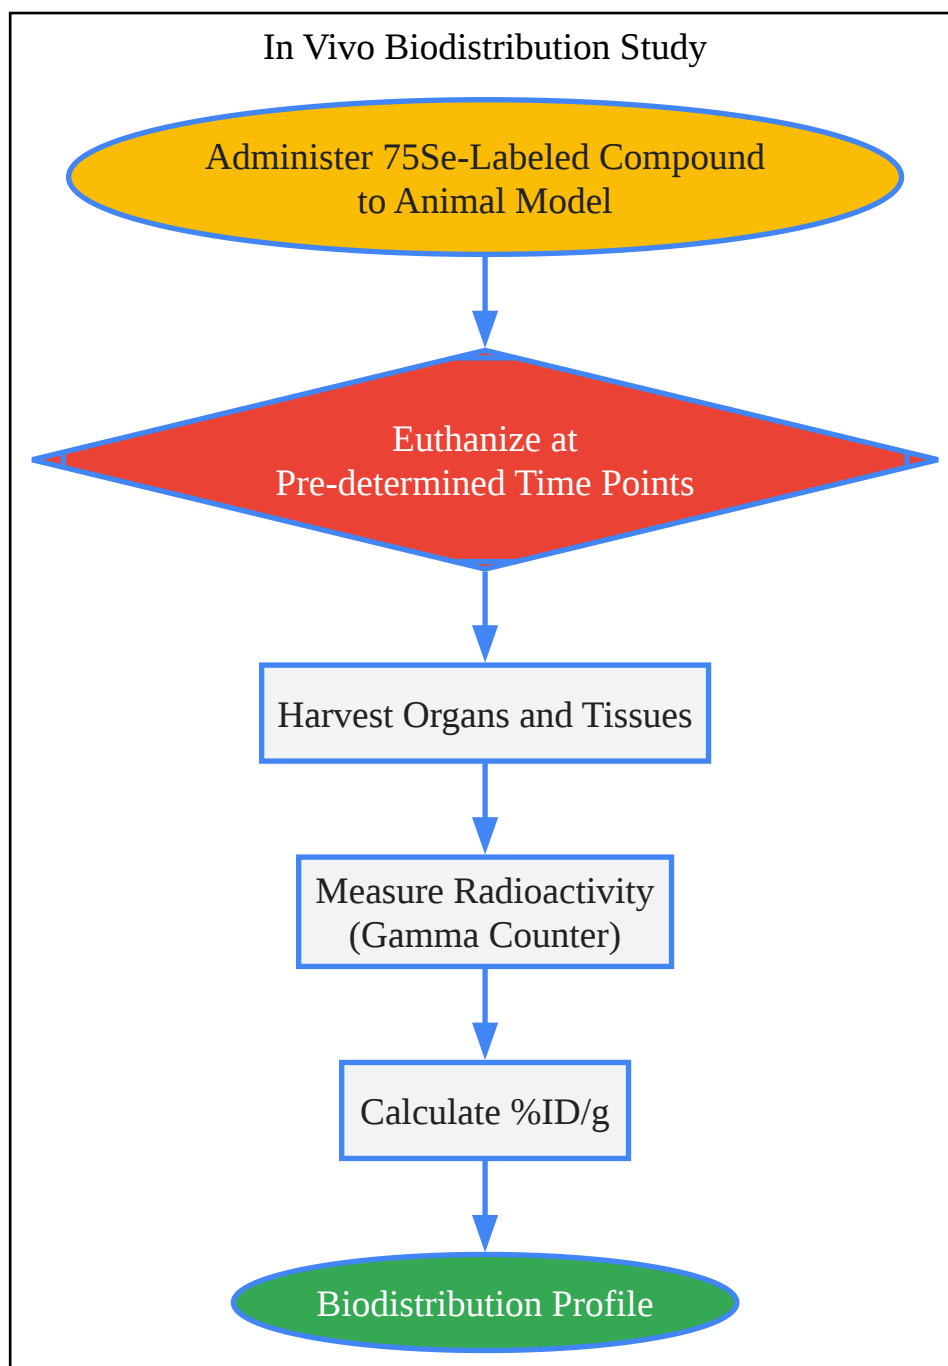 In Vivo Biodistribution Study
Administer 75Se-Labeled Compound
to Animal Model
Euthanize at
Pre-determined Time Points
Harvest Organs and Tissues
Measure Radioactivity
(Gamma Counter)
Calculate %ID/g
Biodistribution Profile